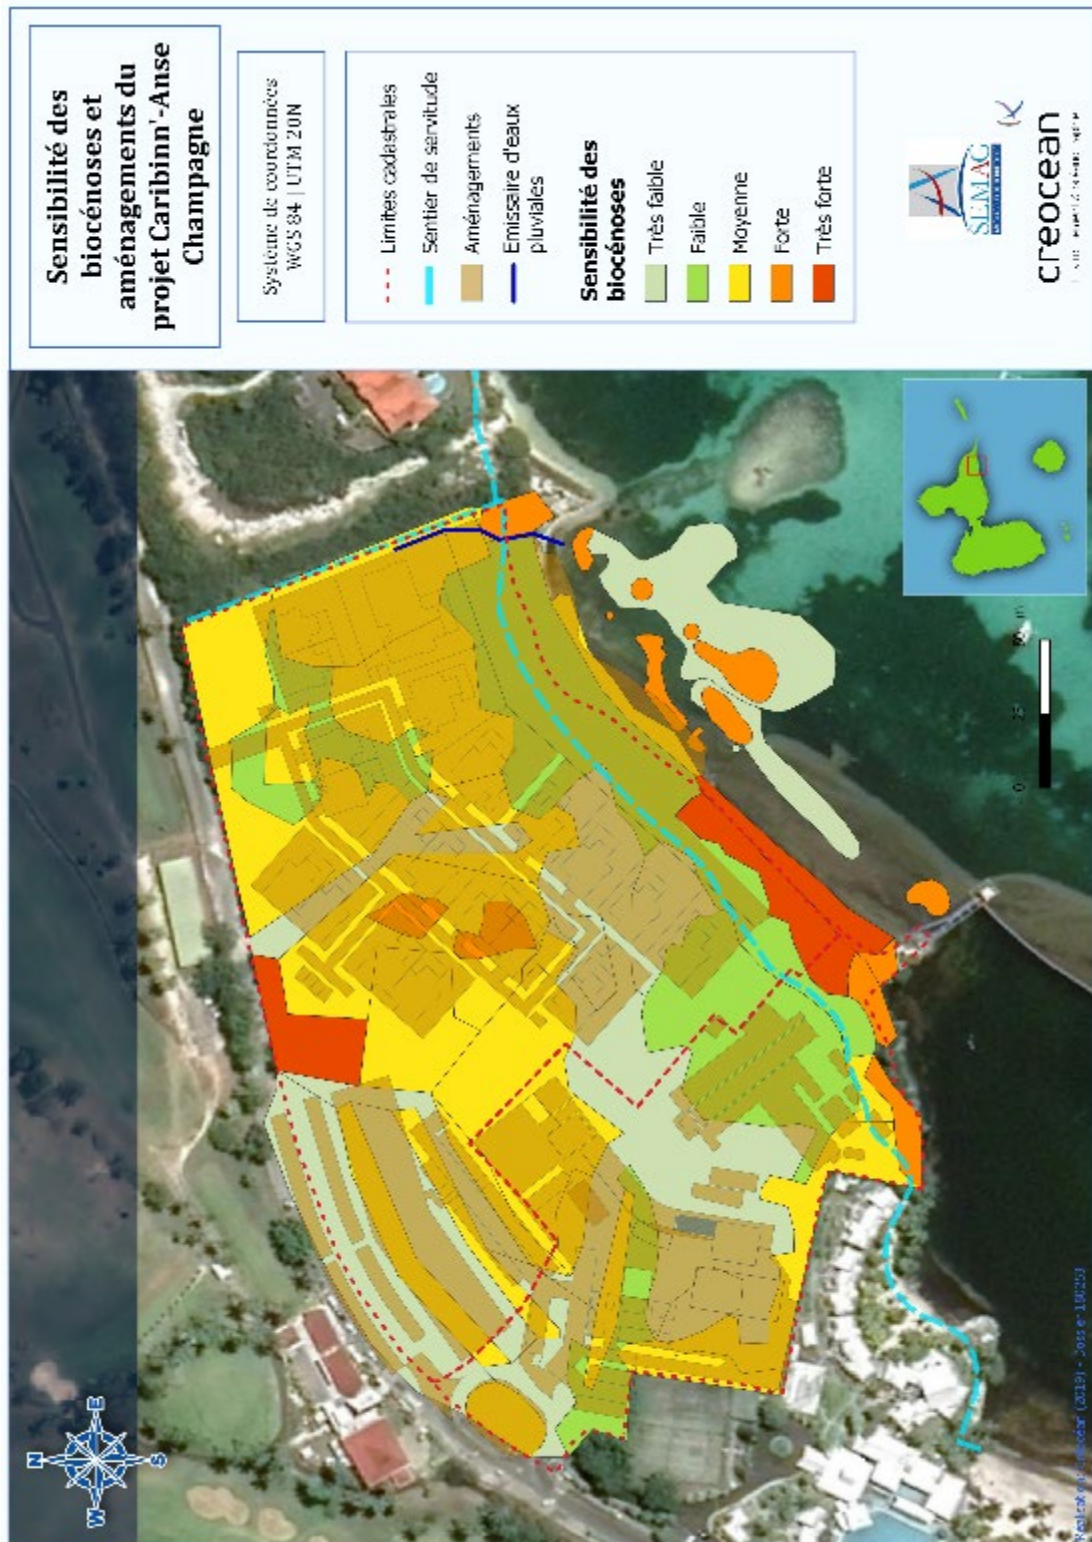 Sensibilité des
biocénoses et
aménagements du
projet Caribinn'-Anse
Champagne
Système de coordonnées
WGS 84 | UTM 20N
Limites cadastrales
Sentier de servitude
Aménagements
Emissaire d'eaux
pluviales
Sensibilité des
biocénoses
Très faible
Faible
Moyenne
Forte
Très forte
SEMAG
creocean
N
W
E
S
0
25